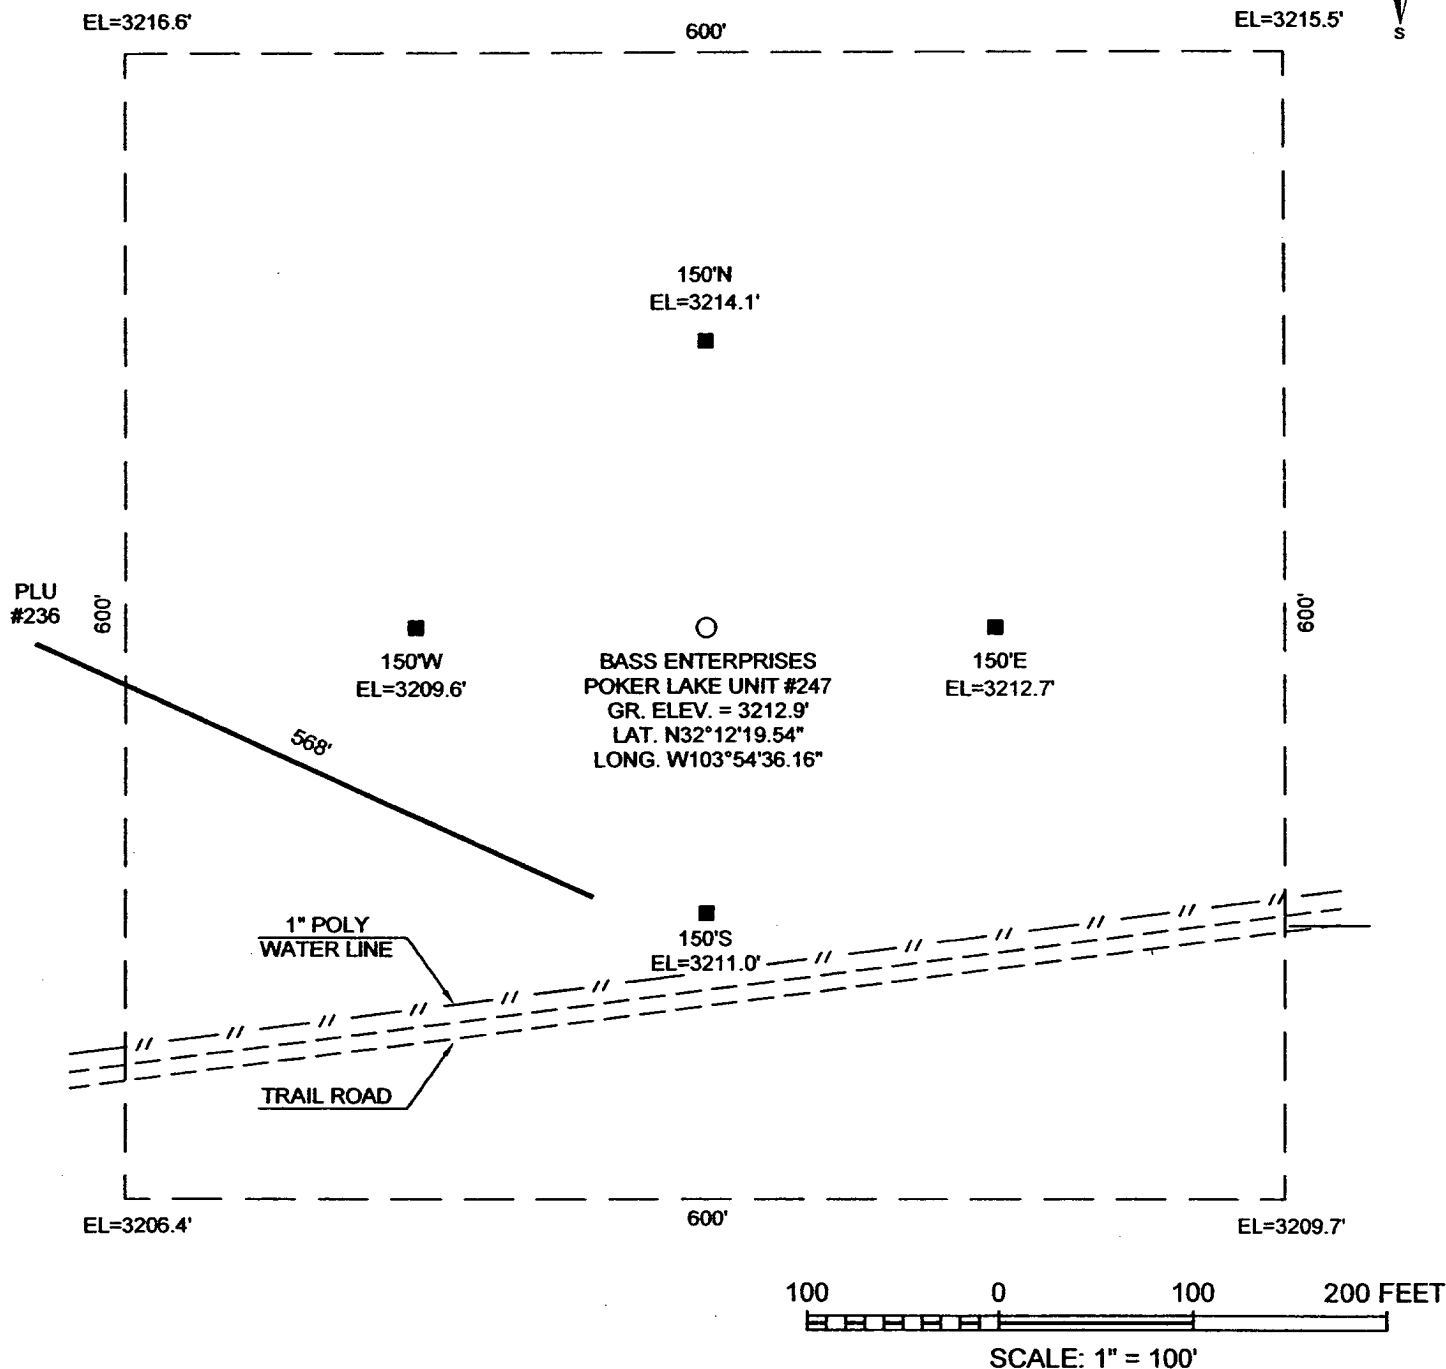 S
EL=3216.6'
600'
EL=3215.5'
150'N
EL=3214.1'
PLU
#236
600'
600'
150'W
EL=3209.6'
BASS ENTERPRISES
POKER LAKE UNIT #247
GR. ELEV. = 3212.9'
LAT. N32°12'19.54"
LONG. W103°54'36.16"
150'E
EL=3212.7'
568'
1" POLY
WATER LINE
150'S
EL=3211.0'
TRAIL ROAD
EL=3206.4'
600'
EL=3209.7'
100 0 100 200 FEET
SCALE: 1" = 100'